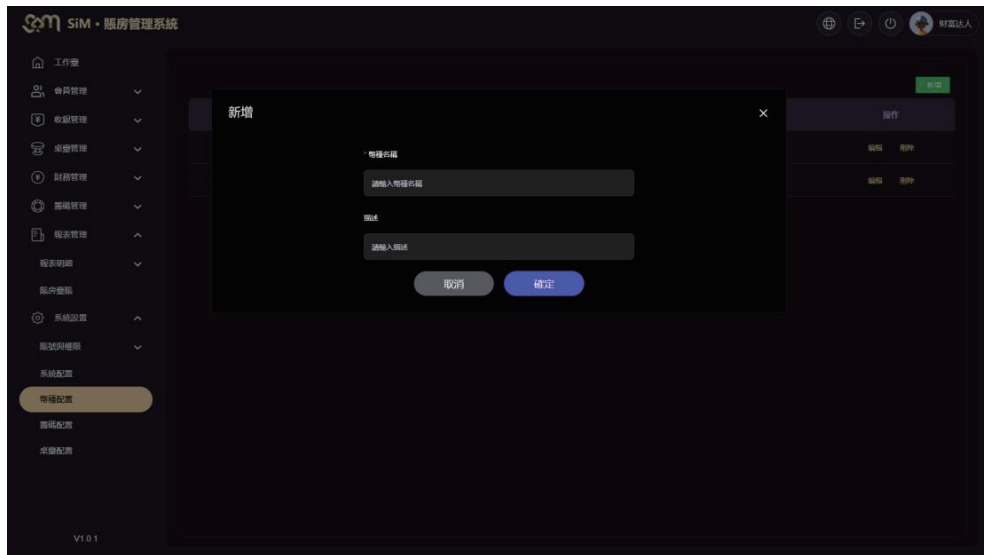 SiM・賬房管理系統
财富达人
工作臺
會員管理
收銀管理
桌臺管理
財務管理
籌碼管理
報表管理
報表明細
賬房臺賬
系統設置
賬號與權限
系統配置
幣種配置
籌碼配置
桌臺配置
V1.0.1
新增
操作
編輯 刪除
編輯 刪除
新增
* 幣種名稱
請輸入幣種名稱
描述
請輸入描述
取消 確定